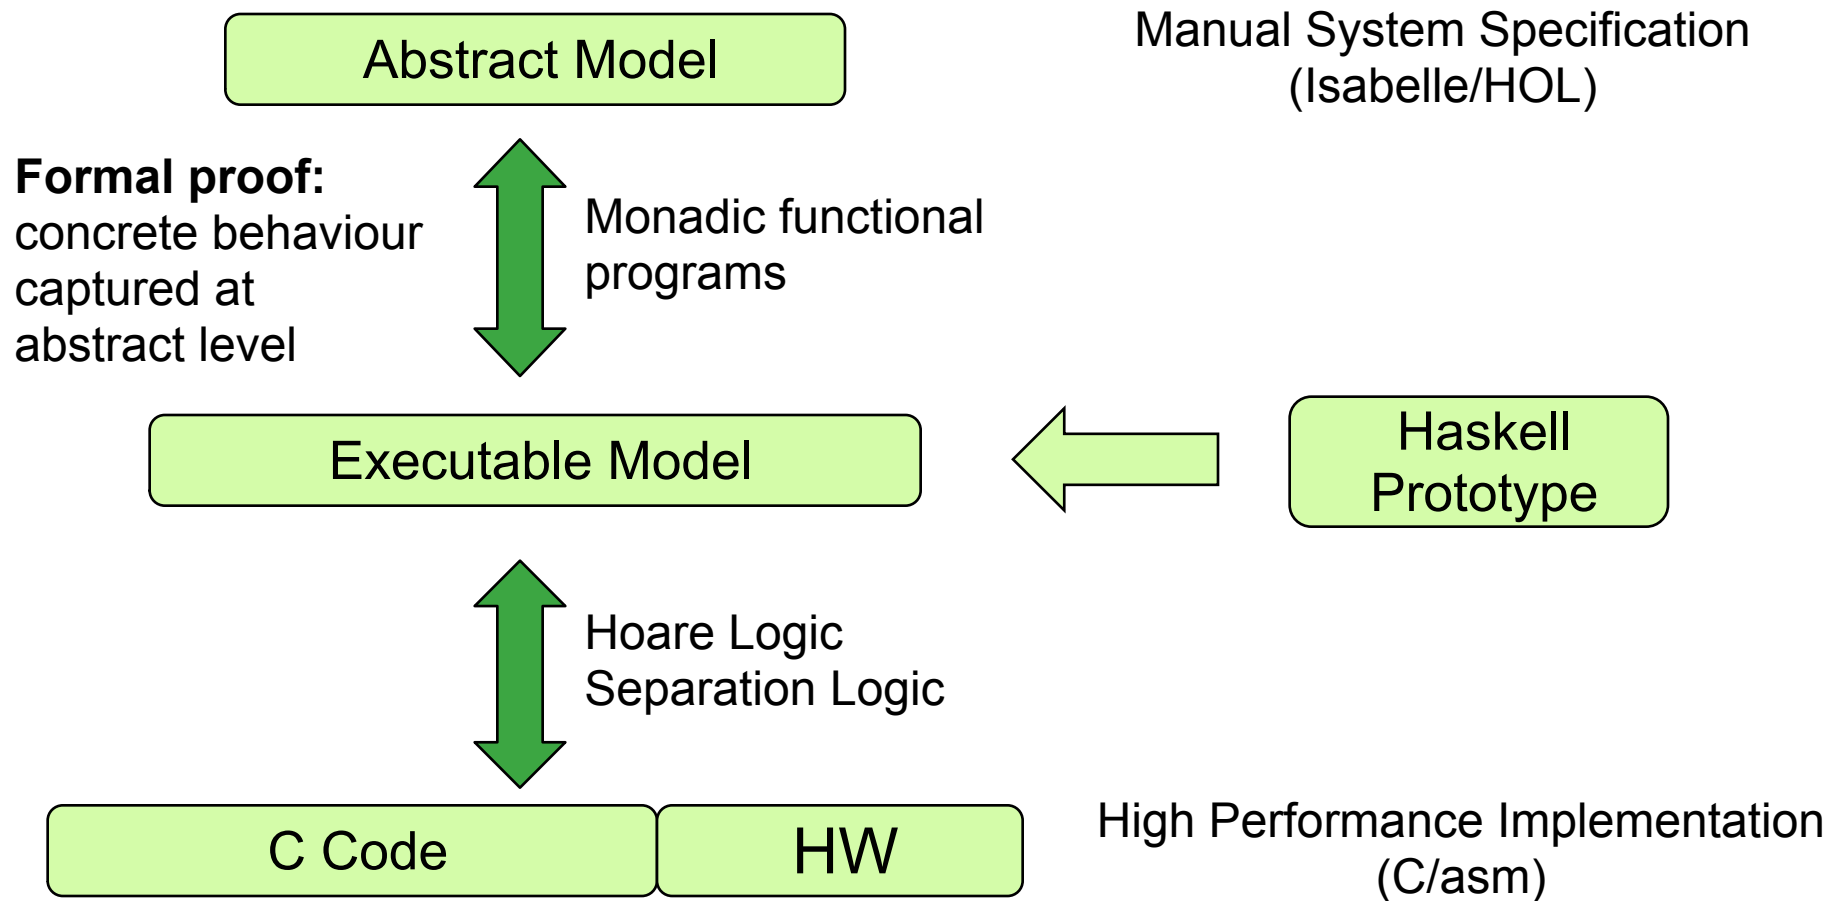 Abstract Model
Manual System Specification
(Isabelle/HOL)
Formal proof:
concrete behaviour
captured at
abstract level
Monadic functional
programs
Executable Model
Haskell
Prototype
Hoare Logic
Separation Logic
C Code
HW
High Performance Implementation
(C/asm)